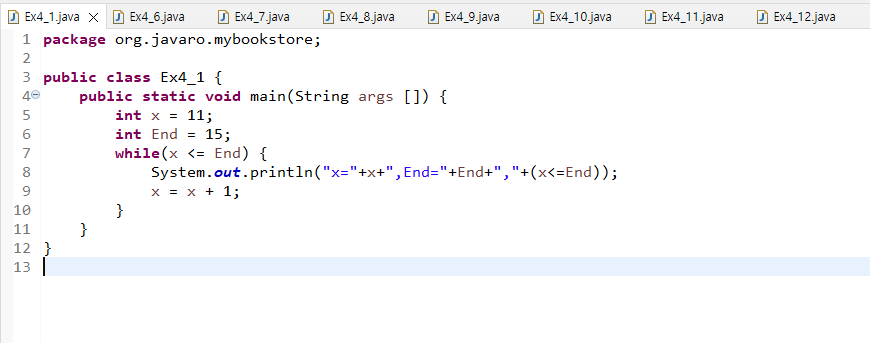 Ex4_1.java Ex4_6.java Ex4_7.java Ex4_8.java Ex4_9.java Ex4_10.java Ex4_11.java Ex4_12.java
1 package org.javaro.mybookstore;
2
3 public class Ex4_1 {
4 public static void main(String args []) {
5 int x = 11;
6 int End = 15;
7 while(x <= End) {
8 System.out.println("x="+x+",End="+End+","+(x<=End));
9 x = x + 1;
10 }
11 }
12 }
13